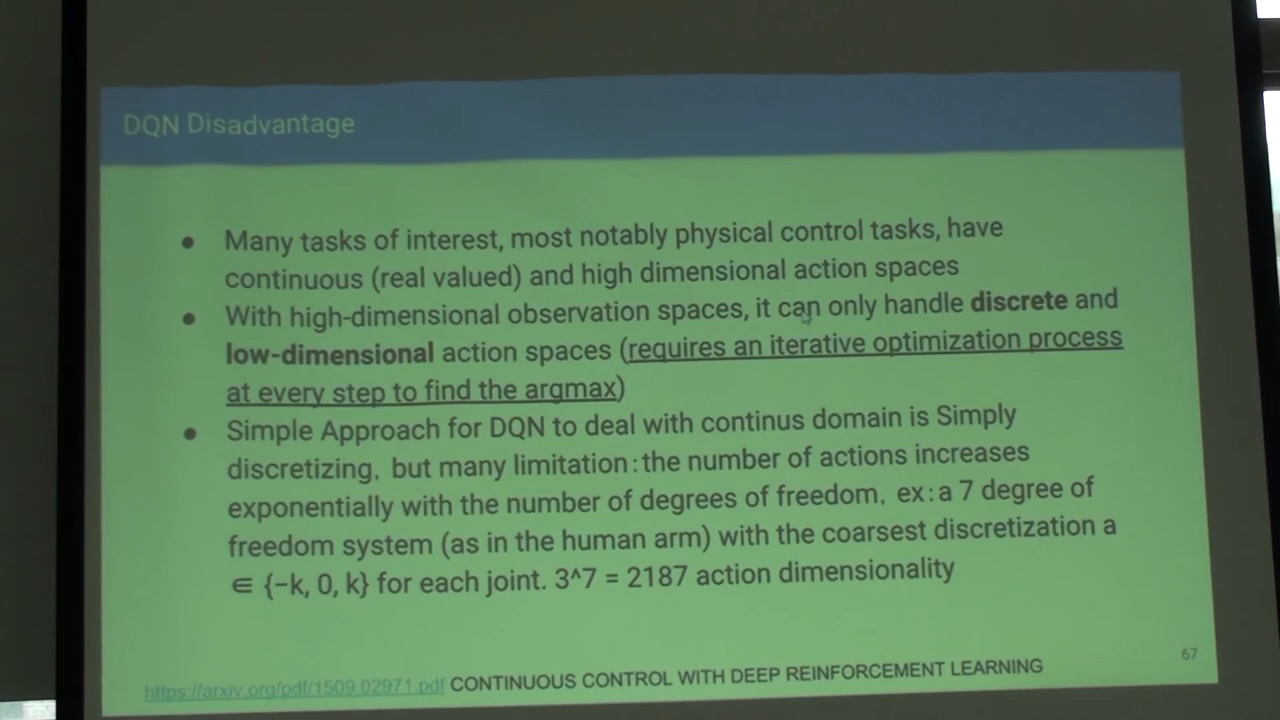 DQN Disadvantage
● Many tasks of interest, most notably physical control tasks, have
continuous (real valued) and high dimensional action spaces
● With high-dimensional observation spaces, it can only handle discrete and
low-dimensional action spaces (requires an iterative optimization process
at every step to find the argmax)
● Simple Approach for DQN to deal with continus domain is Simply
discretizing, but many limitation:the number of actions increases
exponentially with the number of degrees of freedom, ex:a 7 degree of
freedom system (as in the human arm) with the coarsest discretization a
∈ {−k, 0, k} for each joint. 3^7 = 2187 action dimensionality
67
https://arxiv.org/pdf/1509.02971.pdf CONTINUOUS CONTROL WITH DEEP REINFORCEMENT LEARNING